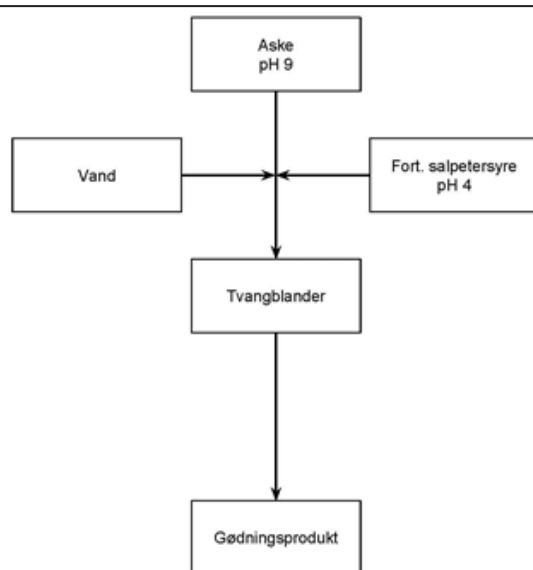 Aske
pH 9
Vand
Fort. salpetersyre
pH 4
Tvangblander
Gødningsprodukt